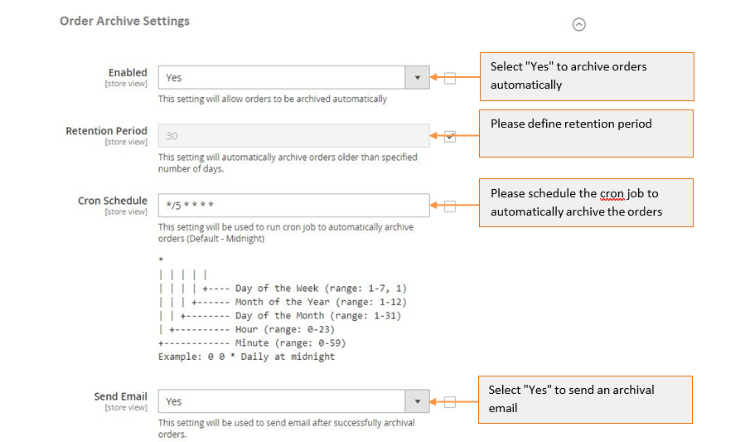 Order Archive Settings
Enabled
[store view]
Yes
This setting will allow orders to be archived automatically
Select "Yes" to archive orders
automatically
Retention Period
[store view]
30
This setting will automatically archive orders older than specified
number of days.
Please define retention period
Cron Schedule
[store view]
*/5 * * * *
This setting will be used to run cron job to automatically archive
orders (Default - Midnight)
Please schedule the cron job to
automatically archive the orders
*
| | | | |
| | | | +---- Day of the Week (range: 1-7, 1)
| | | +------ Month of the Year (range: 1-12)
| | +-------- Day of the Month (range: 1-31)
| +---------- Hour (range: 0-23)
+------------ Minute (range: 0-59)
Example: 0 0 * Daily at midnight
Send Email
[store view]
Yes
This setting will be used to send email after successfully archival
orders.
Select "Yes" to send an archival
email